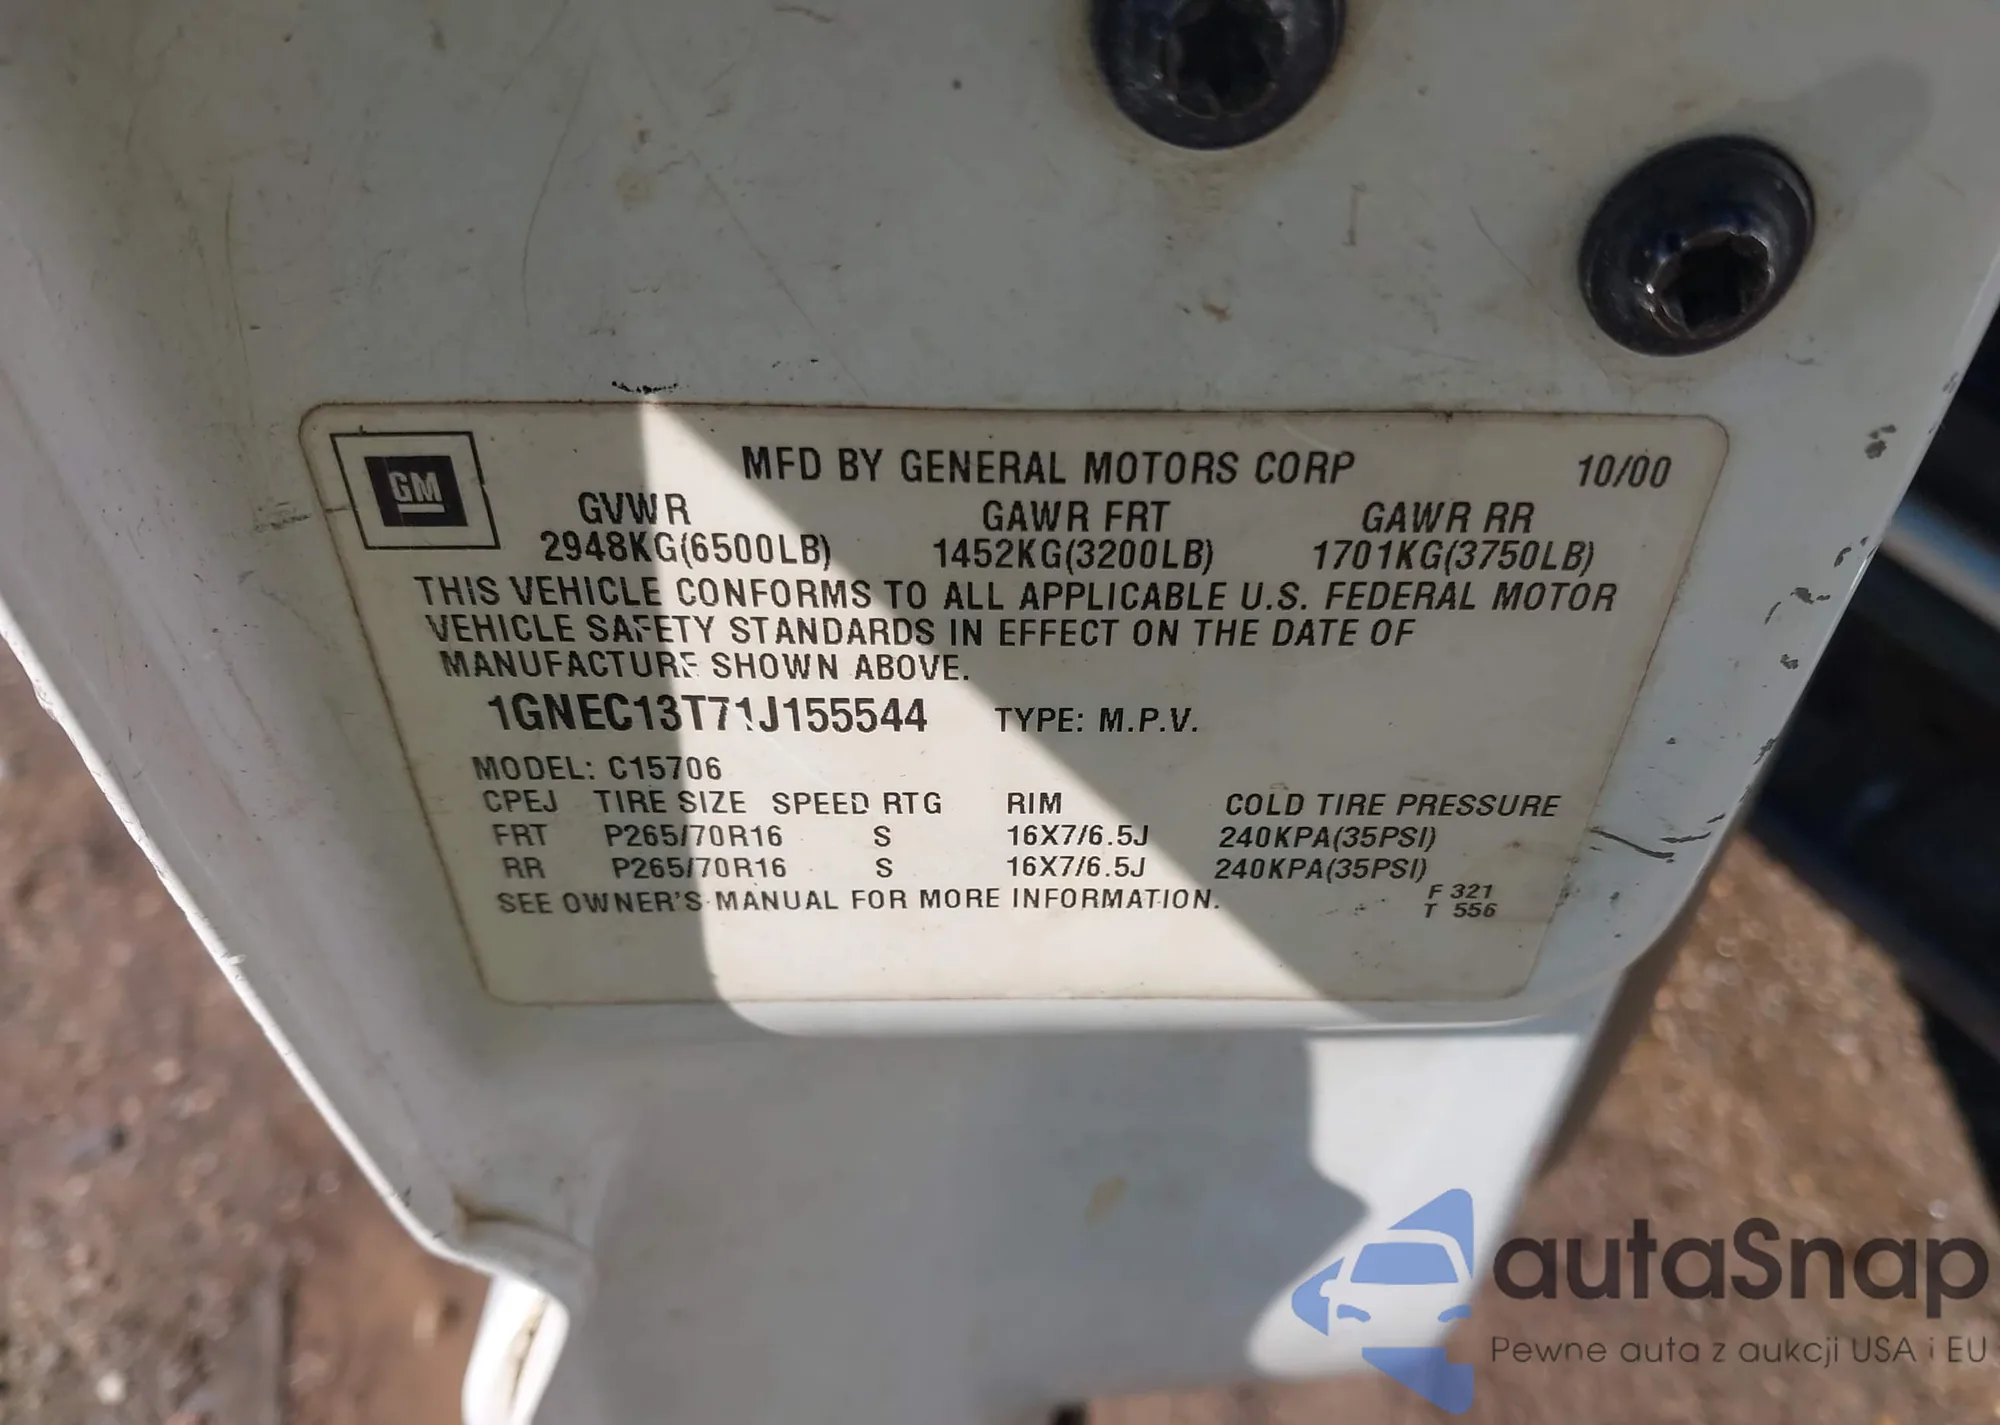 GM
MFD BY GENERAL MOTORS CORP 10/00
GVWR GAWR FRT GAWR RR
2948KG(6500LB) 1452KG(3200LB) 1701KG(3750LB)
THIS VEHICLE CONFORMS TO ALL APPLICABLE U.S. FEDERAL MOTOR
VEHICLE SAFETY STANDARDS IN EFFECT ON THE DATE OF
MANUFACTURE SHOWN ABOVE.
1GNEC13T71J155544 TYPE: M.P.V.
MODEL: C15706
CPEJ TIRE SIZE SPEED RTG RIM COLD TIRE PRESSURE
FRT P265/70R16 S 16X7/6.5J 240KPA(35PSI)
RR P265/70R16 S 16X7/6.5J 240KPA(35PSI)
SEE OWNER'S MANUAL FOR MORE INFORMATION.
F 321
T 556
autaSnap
Pewne auta z aukcji USA i EU